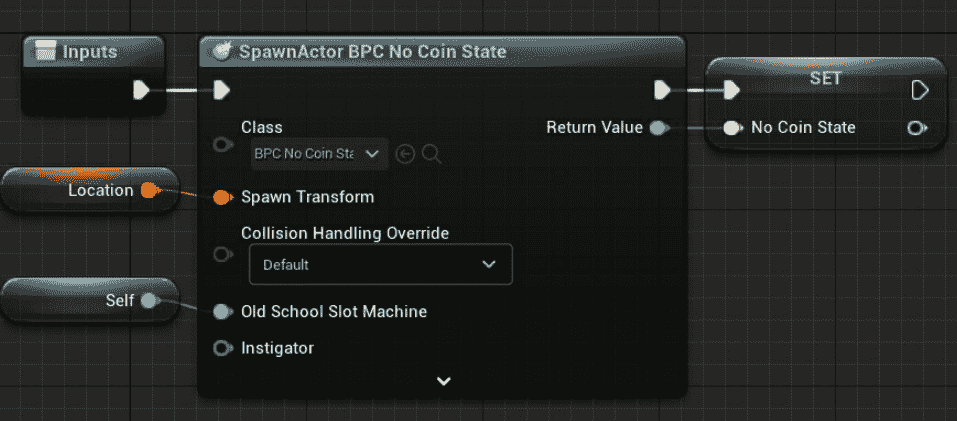 Inputs
SpawnActor BPC No Coin State
SET
Class
Return Value
No Coin State
BPC No Coin Sta
Location
Spawn Transform
Collision Handling Override
Default
Self
Old School Slot Machine
Instigator